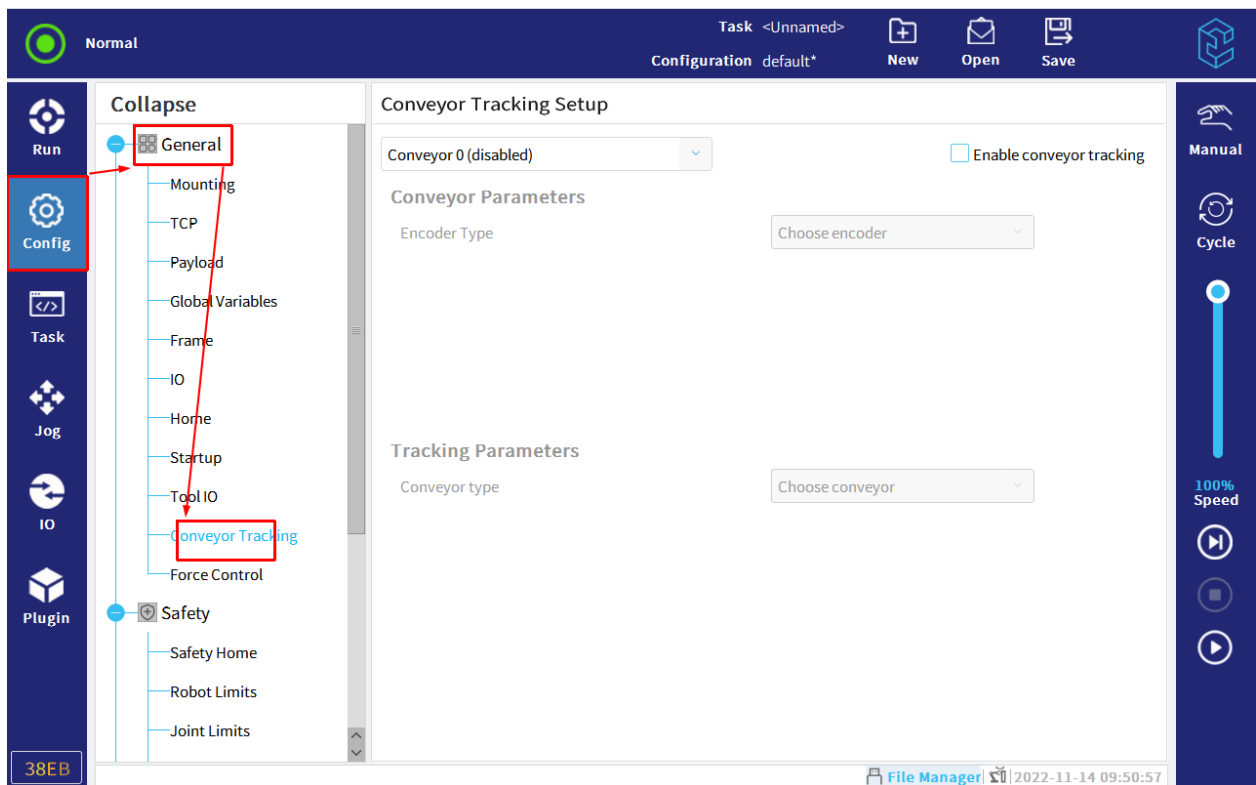 Normal
Task <Unnamed>
Configuration default*
New
Open
Save
Run
Config
Task
Jog
IO
Plugin
38EB
Collapse
General
Mounting
TCP
Payload
Global Variables
Frame
IO
Home
Startup
Tool IO
Conveyor Tracking
Force Control
Safety
Safety Home
Robot Limits
Joint Limits
Conveyor Tracking Setup
Conveyor 0 (disabled)
Enable conveyor tracking
Conveyor Parameters
Encoder Type
Choose encoder
Tracking Parameters
Conveyor type
Choose conveyor
Manual
Cycle
100%
Speed
File Manager
2022-11-14 09:50:57